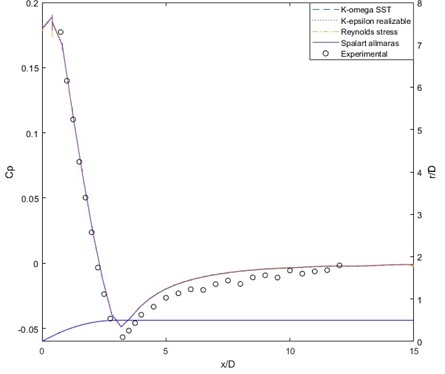 0.2
0.15
0.1
0.05
0
-0.05
Cp
0
5
10
15
x/D
8
7
6
5
4
3
2
1
0
r/D
K-omega SST
K-epsilon realizable
Reynolds stress
Spalart allmaras
Experimental